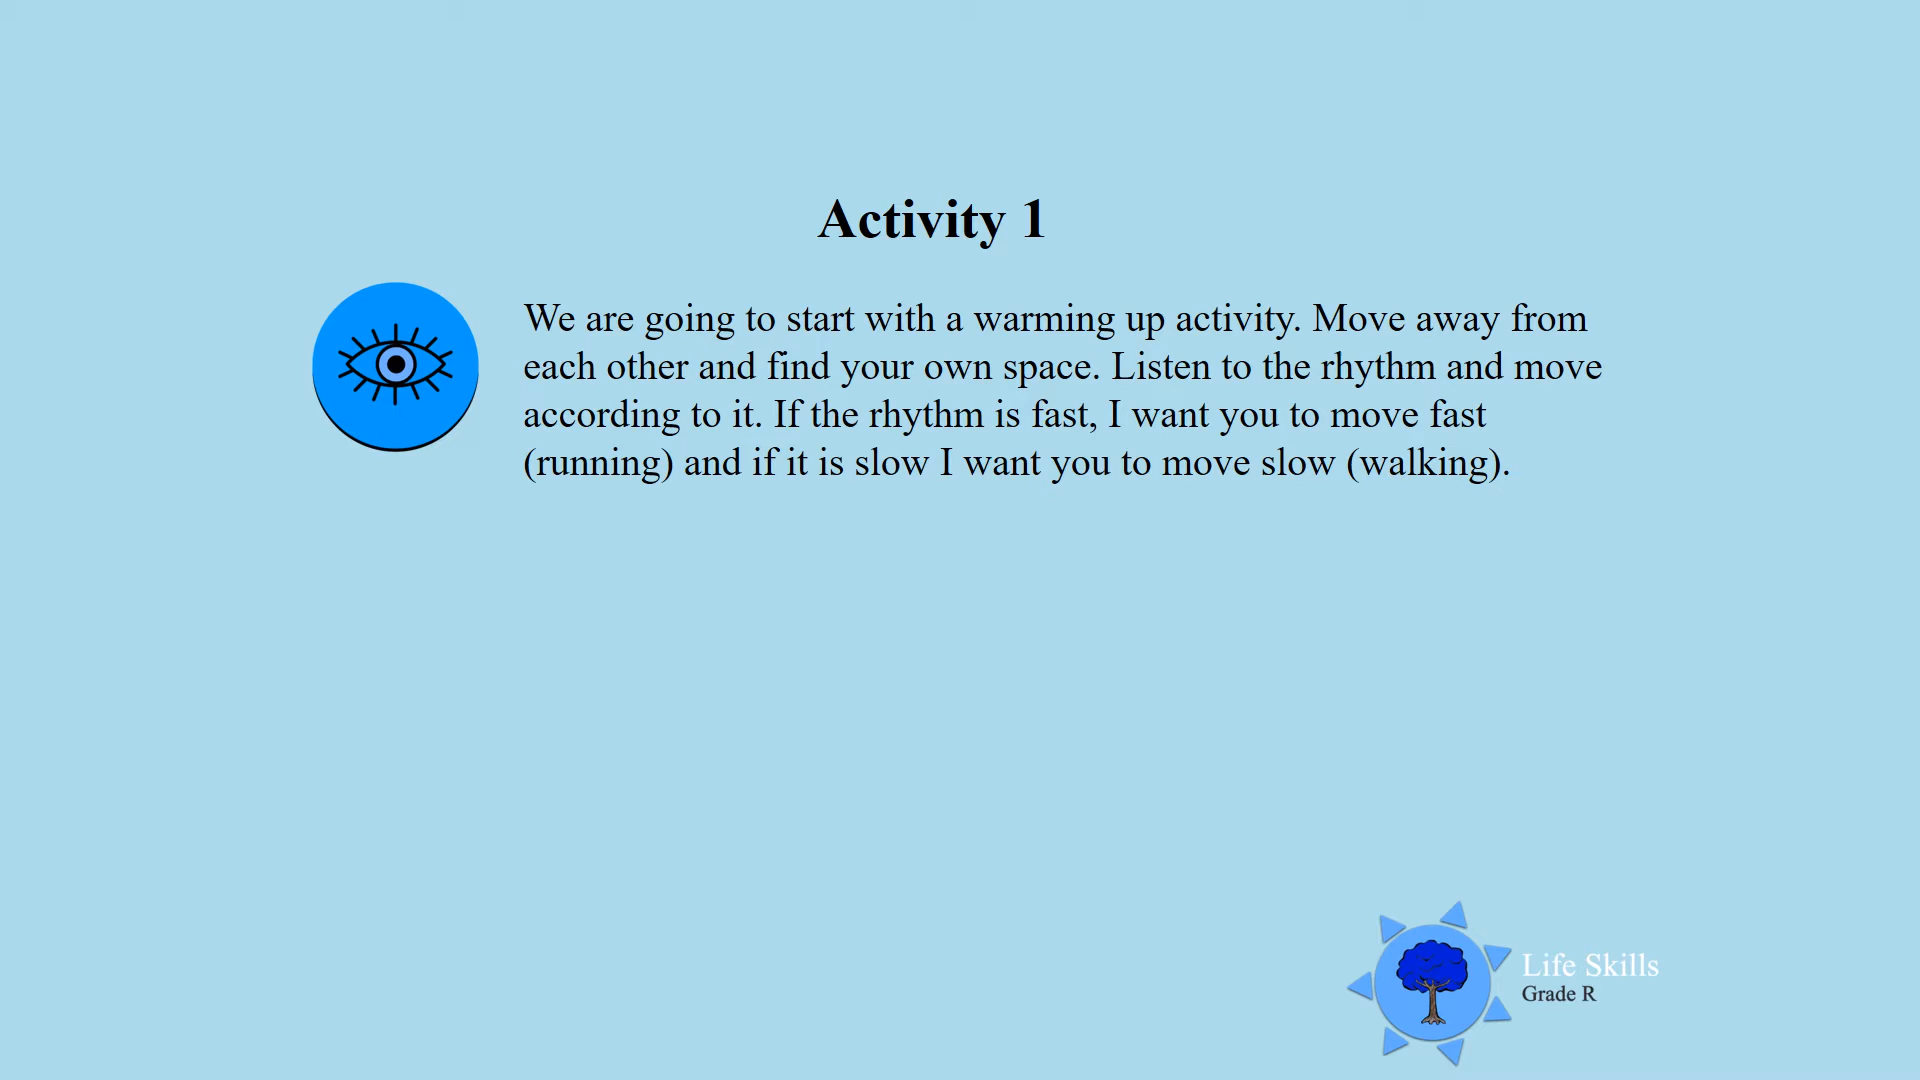 Activity 1
We are going to start with a warming up activity. Move away from
each other and find your own space. Listen to the rhythm and move
according to it. If the rhythm is fast, I want you to move fast
(running) and if it is slow I want you to move slow (walking).
Life Skills
Grade R